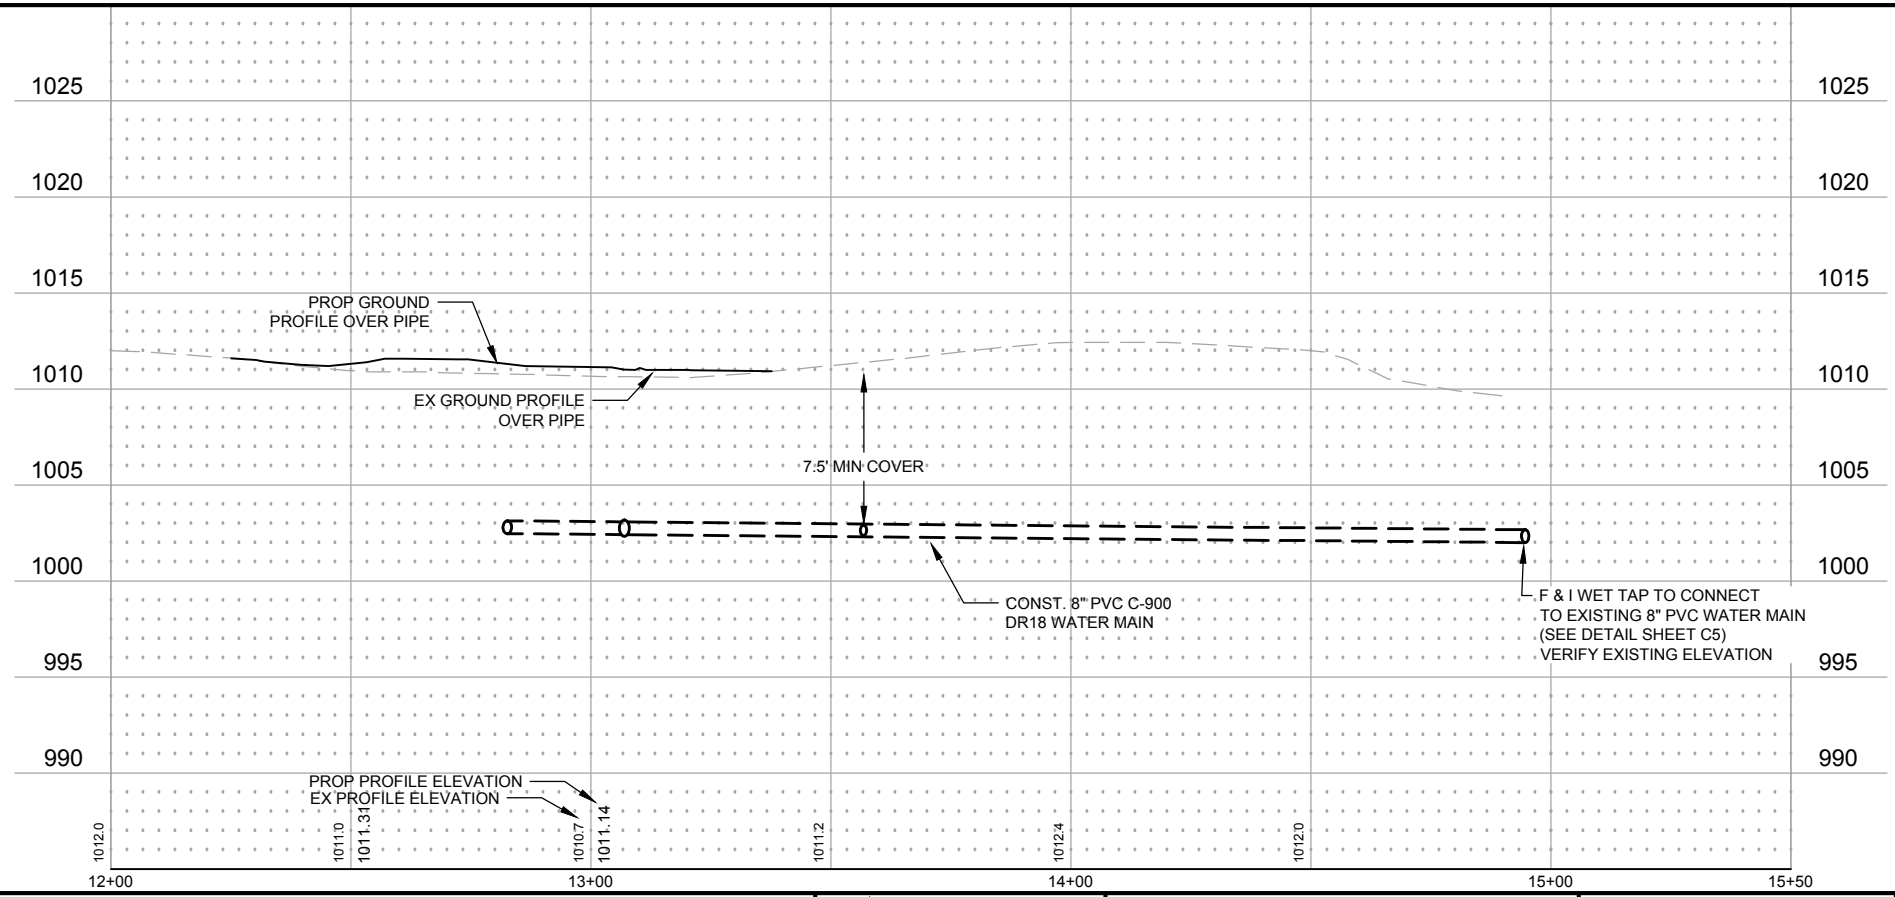 1025 1025
1020 1020
1015 1015
PROP GROUND
PROFILE OVER PIPE
1010 1010
EX GROUND PROFILE
OVER PIPE
7.5' MIN COVER
1005 1005
1000 1000
CONST. 8" PVC C-900
DR18 WATER MAIN
F & I WET TAP TO CONNECT
TO EXISTING 8" PVC WATER MAIN
(SEE DETAIL SHEET C5)
VERIFY EXISTING ELEVATION
995 995
990 990
PROP PROFILE ELEVATION
EX PROFILE ELEVATION
1012.0
1011.0
1011.31
1010.7
1011.14
1011.2
1012.4
1012.0
12+00 13+00 14+00 15+00 15+50